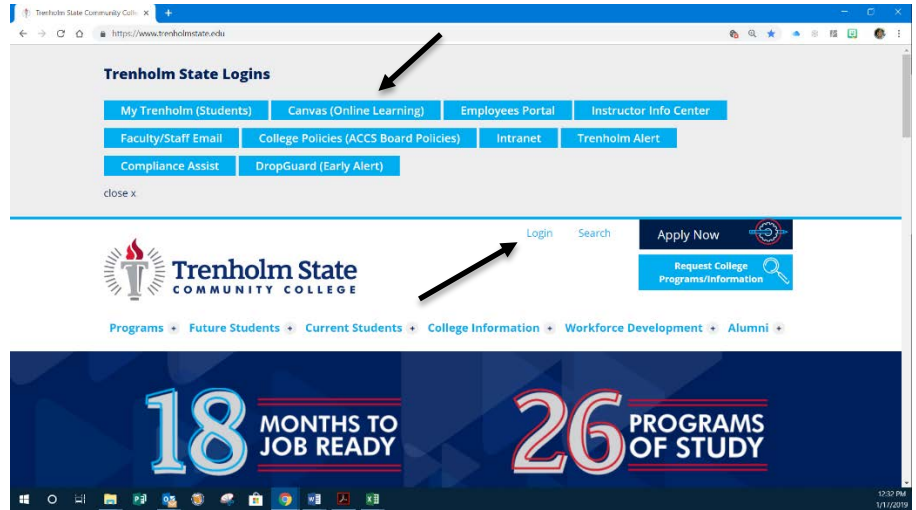 Trenholm State Community Colle
https://www.trenholmstate.edu
Trenholm State Logins
My Trenholm (Students) Canvas (Online Learning) Employees Portal Instructor Info Center
Faculty/Staff Email College Policies (ACCS Board Policies) Intranet Trenholm Alert
Compliance Assist DropGuard (Early Alert)
close x
Login Search Apply Now
Trenholm State
COMMUNITY COLLEGE
Request College
Programs/Information
Programs + Future Students + Current Students + College Information + Workforce Development + Alumni +
18 MONTHS TO
JOB READY
26 PROGRAMS
OF STUDY
12:32 PM
1/17/2019